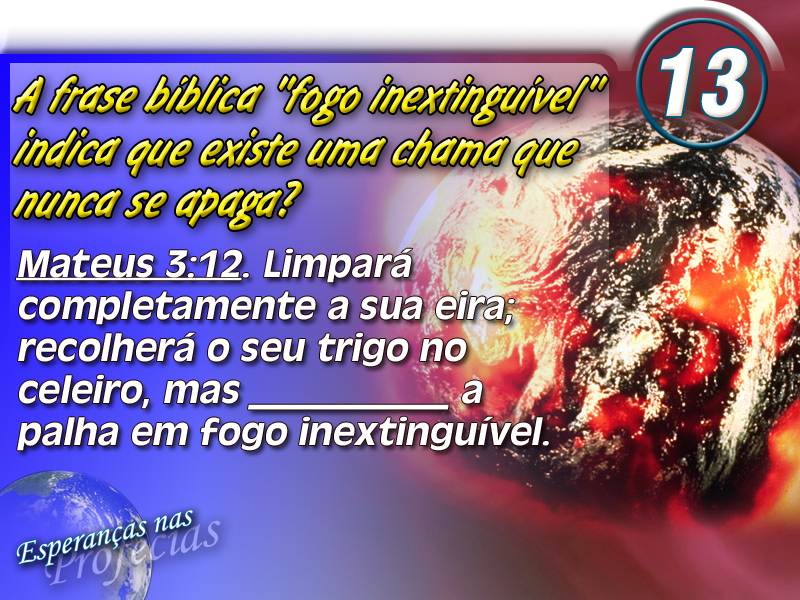 13
A frase bíblica "fogo inextinguível"
indica que existe uma chama que
nunca se apaga?
Mateus 3:12. Limpará
completamente a sua eira;
recolherá o seu trigo no
celeiro, mas __________ a
palha em fogo inextinguível.
Esperanças nas
Profecias